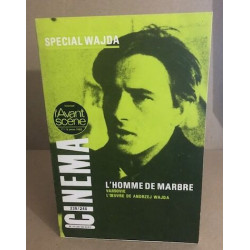 SPECIAL WAJDA
l'Avant
Scène
CINEMA
L'HOMME DE MARBRE
VARSOVIE
L'ŒUVRE DE ANDRZEJ WAJDA